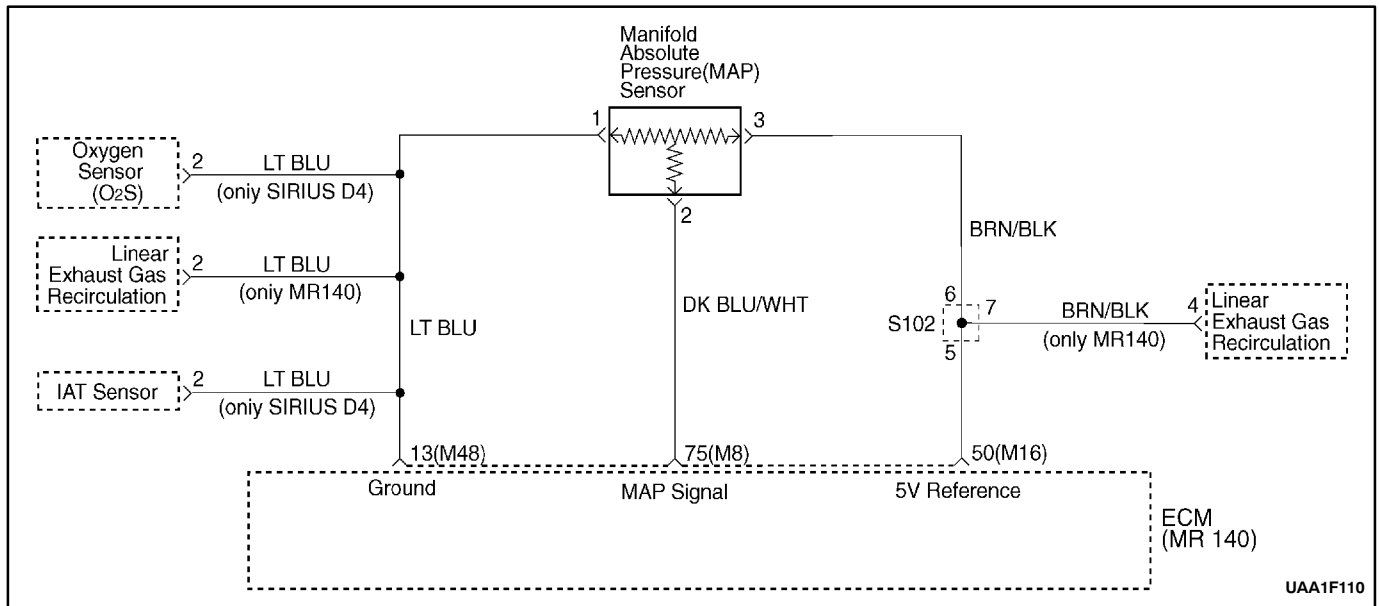 Manifold
Absolute
Pressure(MAP)
Sensor
1
3
2
Oxygen
Sensor
(O2S)
2
LT BLU
(oniy SIRIUS D4)
Linear
Exhaust Gas
Recirculation
2
LT BLU
(only MR140)
LT BLU
IAT Sensor
2
LT BLU
(oniy SIRIUS D4)
DK BLU/WHT
BRN/BLK
6
S102
7
5
BRN/BLK
(only MR140)
4
Linear
Exhaust Gas
Recirculation
13(M48)
75(M8)
50(M16)
Ground
MAP Signal
5V Reference
ECM
(MR 140)
UAA1F110